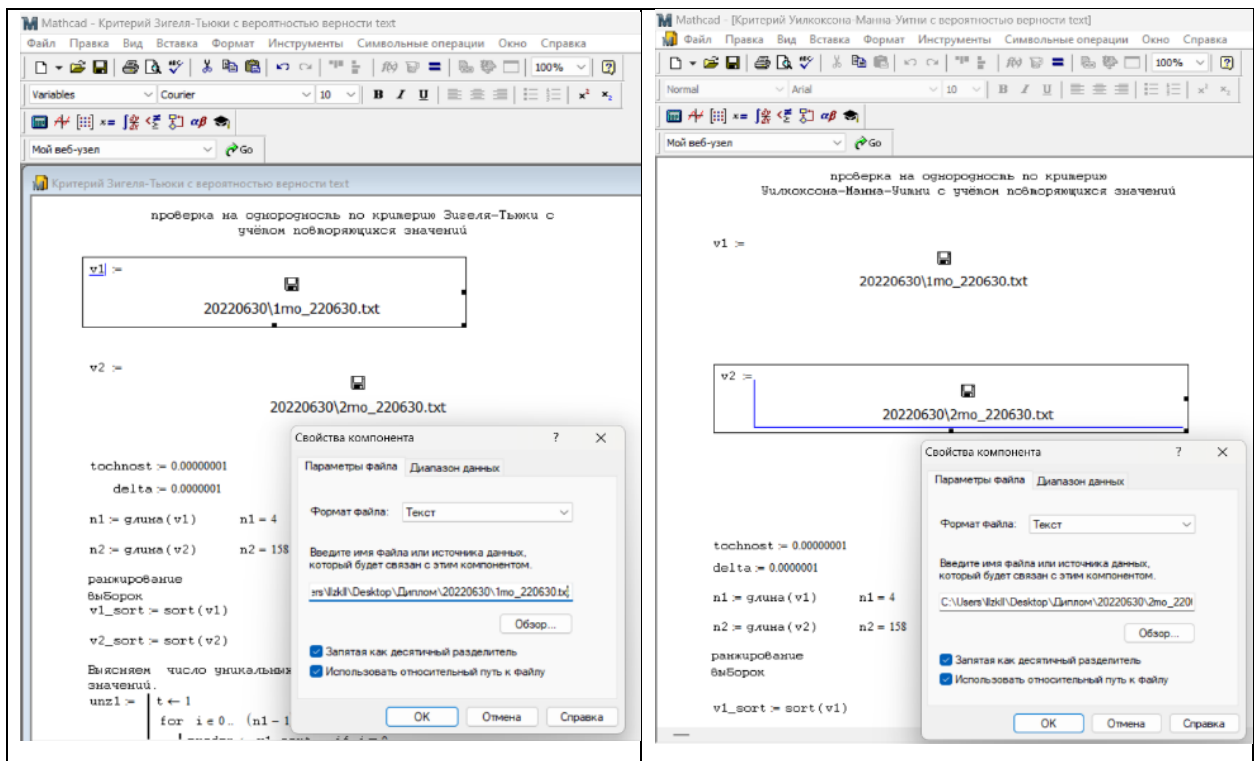 Mathcad - Критерий Зигеля-Тьюки с вероятностью верности text
Файл Правка Вид Вставка Формат Инструменты Символьные операции Окно Справка
100%
Variables Courier 10 B I U
Мой веб-узел Go
Критерий Зигеля-Тьюки с вероятностью верности text
проверка на однородность по критерию Зигеля-Тьюки с
учётом повторяющихся значений
v1 :=
20220630\1mo_220630.txt
v2 :=
20220630\2mo_220630.txt
tochnost := 0.00000001
delta := 0.0000001
n1 := длина(v1) n1 = 4
n2 := длина(v2) n2 = 158
ранжирование
выборок
v1_sort := sort(v1)
v2_sort := sort(v2)
Выясняем число уникальных
значений.
unz1 := t ← 1
for i ∈ 0.. (n1 - 1
Свойства компонента ? X
Параметры файла Диапазон данных
Формат файла: Текст
Введите имя файла или источника данных,
который будет связан с этим компонентом.
ers\lizkll\Desktop\Диплом\20220630\1mo_220630.txt
Обзор...
Запятая как десятичный разделитель
Использовать относительный путь к файлу
OK Отмена Справка
Mathcad - [Критерий Уилкоксона-Манна-Уитни с вероятностью верности text]
Файл Правка Вид Вставка Формат Инструменты Символьные операции Окно Справка
100%
Normal Arial 10 B I U
Мой веб-узел Go
проверка на однородность по критерию
Уилкоксона-Манна-Уитни с учётом повторяющихся значений
v1 :=
20220630\1mo_220630.txt
v2 :=
20220630\2mo_220630.txt
tochnost := 0.00000001
delta := 0.0000001
n1 := длина(v1) n1 = 4
n2 := длина(v2) n2 = 158
ранжирование
выборок
v1_sort := sort(v1)
Свойства компонента ? X
Параметры файла Диапазон данных
Формат файла: Текст
Введите имя файла или источника данных,
который будет связан с этим компонентом.
C:\Users\lizkll\Desktop\Диплом\20220630\2mo_220(
Обзор...
Запятая как десятичный разделитель
Использовать относительный путь к файлу
OK Отмена Справка